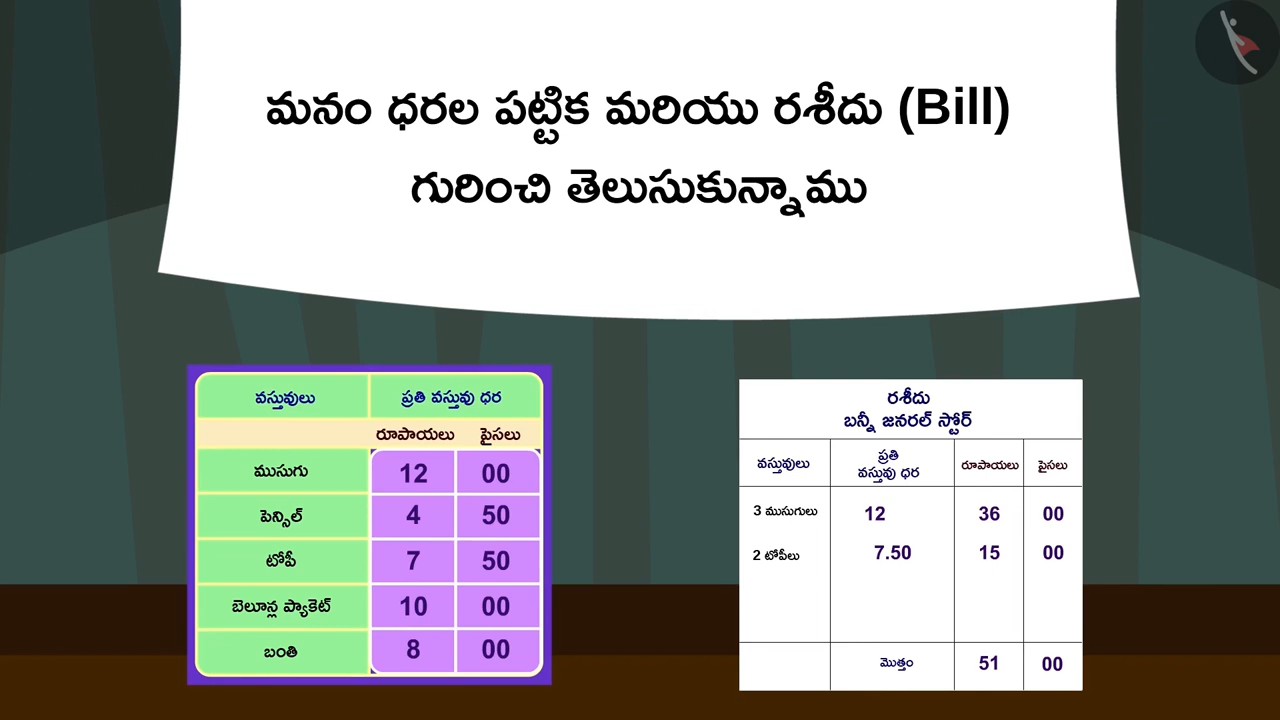 మనం ధరల పట్టిక మరియు రశీదు (Bill)
గురించి తెలుసుకున్నాము
వస్తువులు ప్రతి వస్తువు ధర
రూపాయలు పైసలు
ముసుగు 12 00
పెన్సిల్ 4 50
టోపీ 7 50
బెలూన్ల ప్యాకెట్ 10 00
బంతి 8 00
రశీదు
బన్నీ జనరల్ స్టోర్
వస్తువులు ప్రతి వస్తువు ధర రూపాయలు పైసలు
3 ముసుగులు 12 36 00
2 టోపీలు 7.50 15 00
మొత్తం 51 00